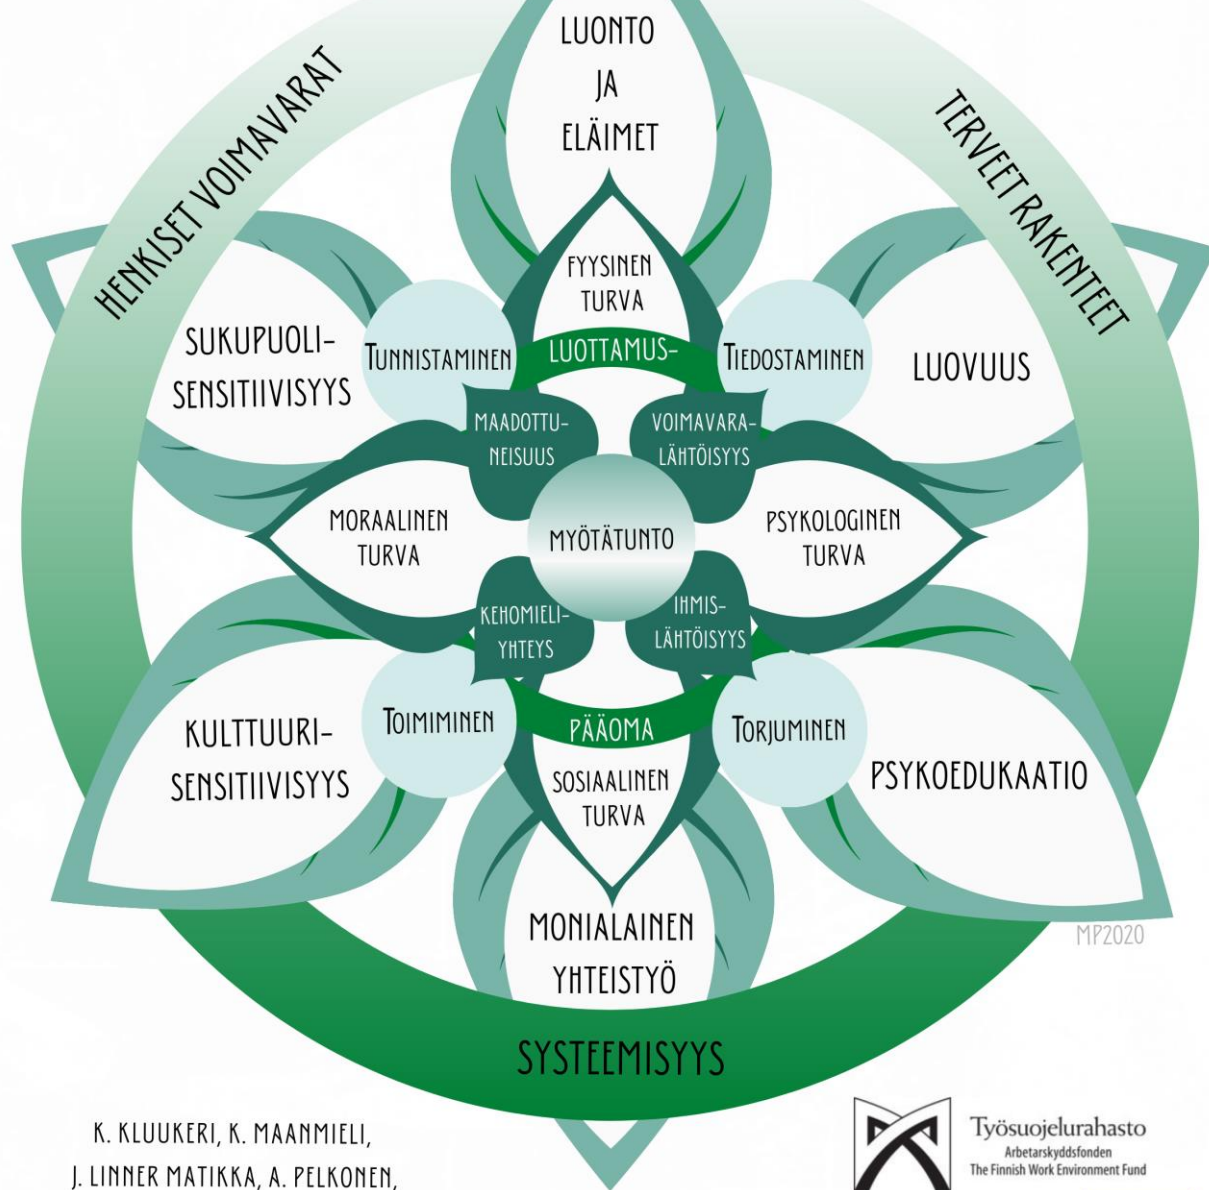 LUONTO
JA
ELÄIMET
HENKISET VOIMAVARAT
TERVEET RAKENTEET
FYYSINEN
TURVA
SUKUPUOLI-
SENSITIIVISYYS
TUNNISTAMINEN
LUOTTAMUS-
TIEDOSTAMINEN
LUOVUUS
MAADOTTU-
NEISUUS
VOIMAVARA-
LÄHTÖISYYS
MORAALINEN
TURVA
MYÖTÄTUNTO
PSYKOLOGINEN
TURVA
KEHOMIELI-
YHTEYS
IHMIS-
LÄHTÖISYYS
KULTTUURI-
SENSITIIVISYYS
TOIMIMINEN
PÄÄOMA
TORJUMINEN
PSYKOEDUKAATIO
SOSIAALINEN
TURVA
MONIALAINEN
YHTEISTYÖ
MP2020
SYSTEEMISYYS
K. KLUUKERI, K. MAANMIELI,
J. LINNER MATIKKA, A. PELKONEN,
Työsuojelurahasto
Arbetarskyddsfonden
The Finnish Work Environment Fund